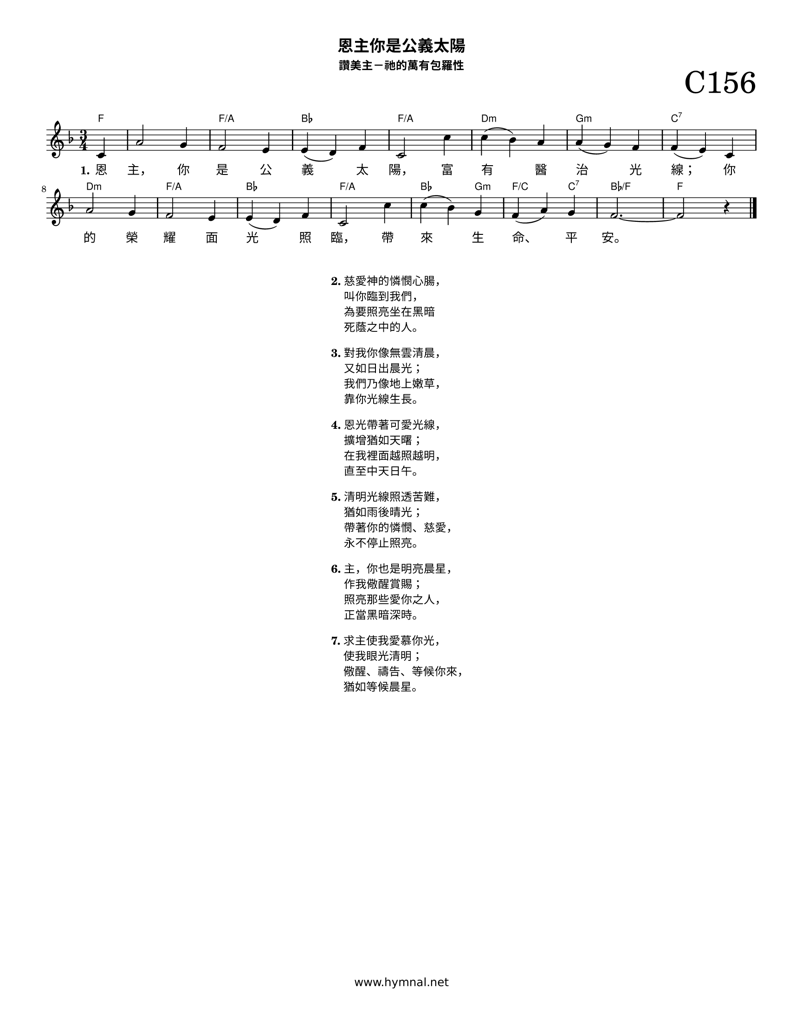 恩主你是公義太陽
讚美主－祂的萬有包羅性
C156
F F/A B♭ F/A Dm Gm C7
3 4
1. 恩 主， 你 是 公 義 太 陽， 富 有 醫 治 光 線； 你
8 Dm F/A B♭ F/A B♭ Gm F/C C7 B♭/F F
的 榮 耀 面 光 照 臨， 帶 來 生 命、 平 安。
2. 慈愛神的憐憫心腸，
叫你臨到我們，
為要照亮坐在黑暗
死蔭之中的人。
3. 對我你像無雲清晨，
又如日出晨光；
我們乃像地上嫩草，
靠你光線生長。
4. 恩光帶著可愛光線，
擴增猶如天曙；
在我裡面越照越明，
直至中天日午。
5. 清明光線照透苦難，
猶如雨後晴光；
帶著你的憐憫、慈愛，
永不停止照亮。
6. 主，你也是明亮晨星，
作我儆醒賞賜；
照亮那些愛你之人，
正當黑暗深時。
7. 求主使我愛慕你光，
使我眼光清明；
儆醒、禱告、等候你來，
猶如等候晨星。
www.hymnal.net